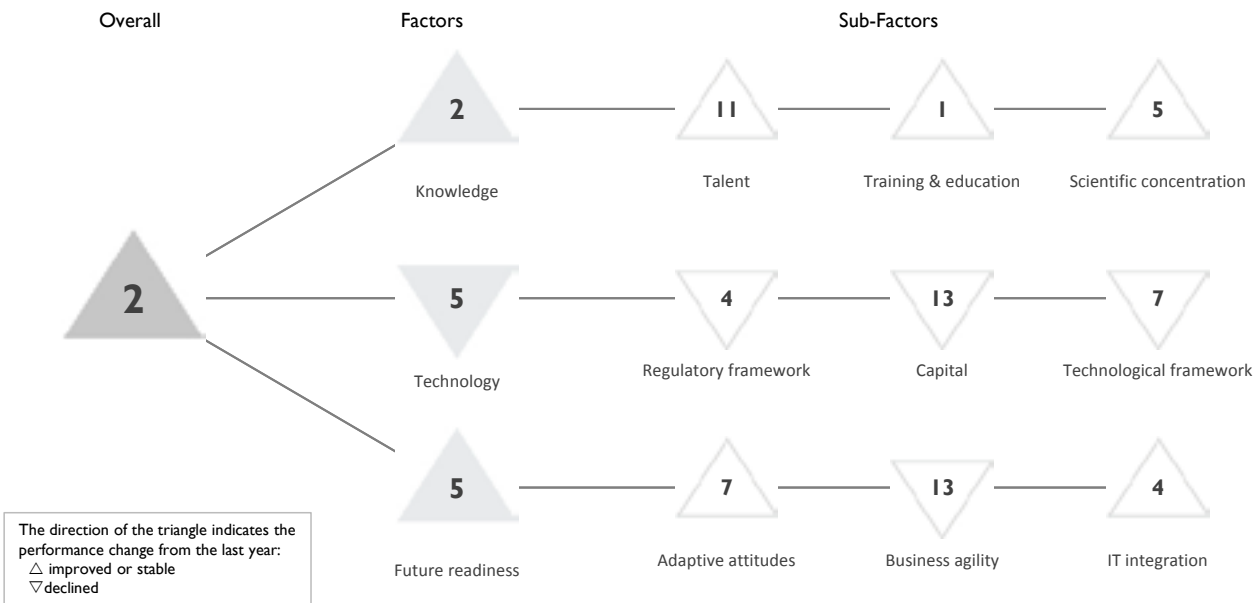 Overall Factors Sub-Factors
2 11 1 5
Knowledge Talent Training & education Scientific concentration
2
5 4 13 7
Technology Regulatory framework Capital Technological framework
5 7 13 4
Future readiness Adaptive attitudes Business agility IT integration
The direction of the triangle indicates the
performance change from the last year:
△ improved or stable
▽declined